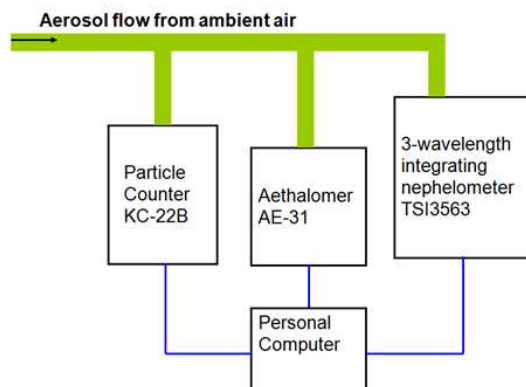 Aerosol flow from ambient air
Particle
Counter
KC-22B
Aethalomer
AE-31
3-wavelength
integrating
nephelometer
TSI3563
Personal
Computer